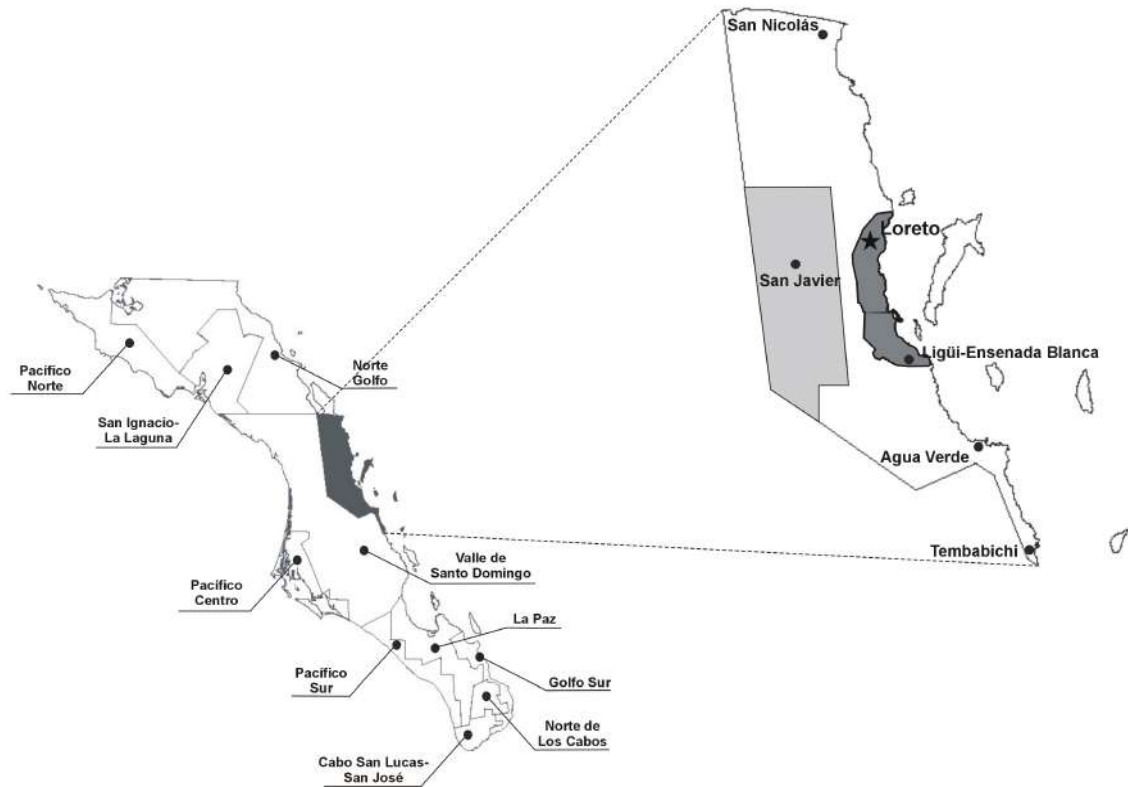 San Nicolás
Loreto
San Javier
Ligüi-Ensenada Blanca
Agua Verde
Tembabichi
Pacífico
Norte
San Ignacio-
La Laguna
Norte
Golfo
Valle de
Santo Domingo
Pacífico
Centro
La Paz
Pacífico
Sur
Golfo Sur
Norte de
Los Cabos
Cabo San Lucas-
San José